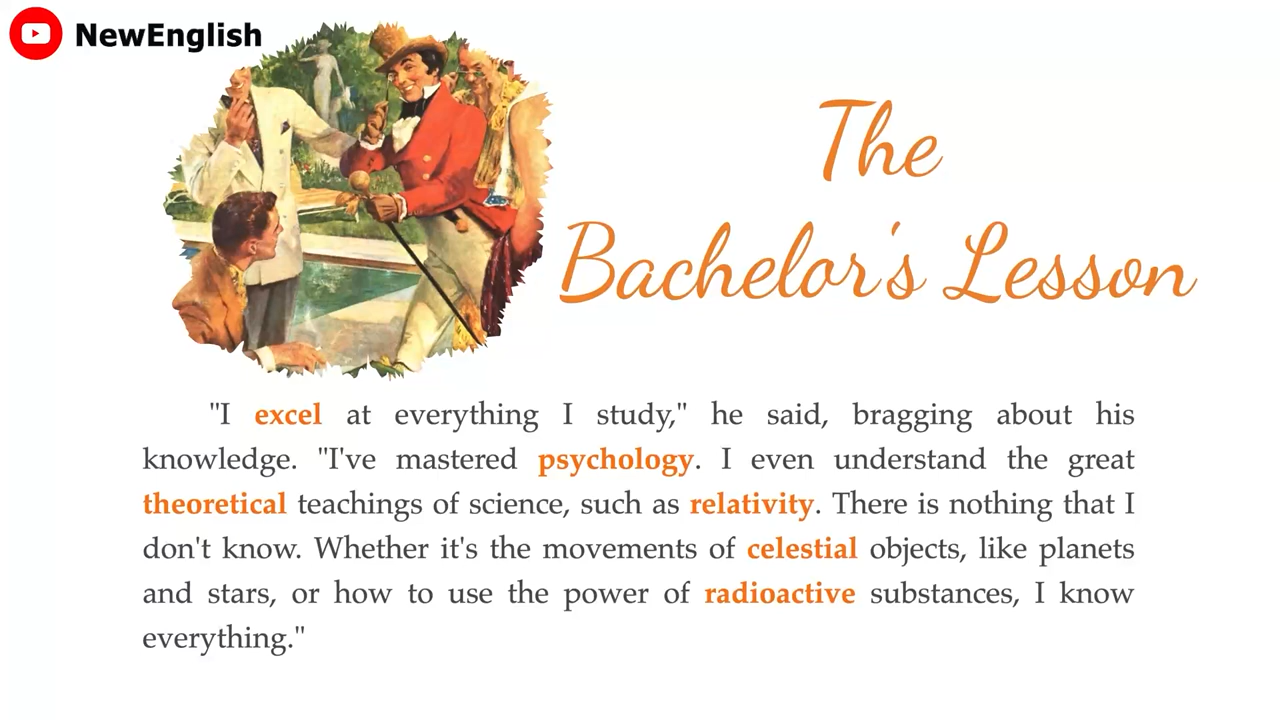 NewEnglish
The
Bachelor's Lesson
"I excel at everything I study," he said, bragging about his
knowledge. "I've mastered psychology. I even understand the great
theoretical teachings of science, such as relativity. There is nothing that I
don't know. Whether it's the movements of celestial objects, like planets
and stars, or how to use the power of radioactive substances, I know
everything."